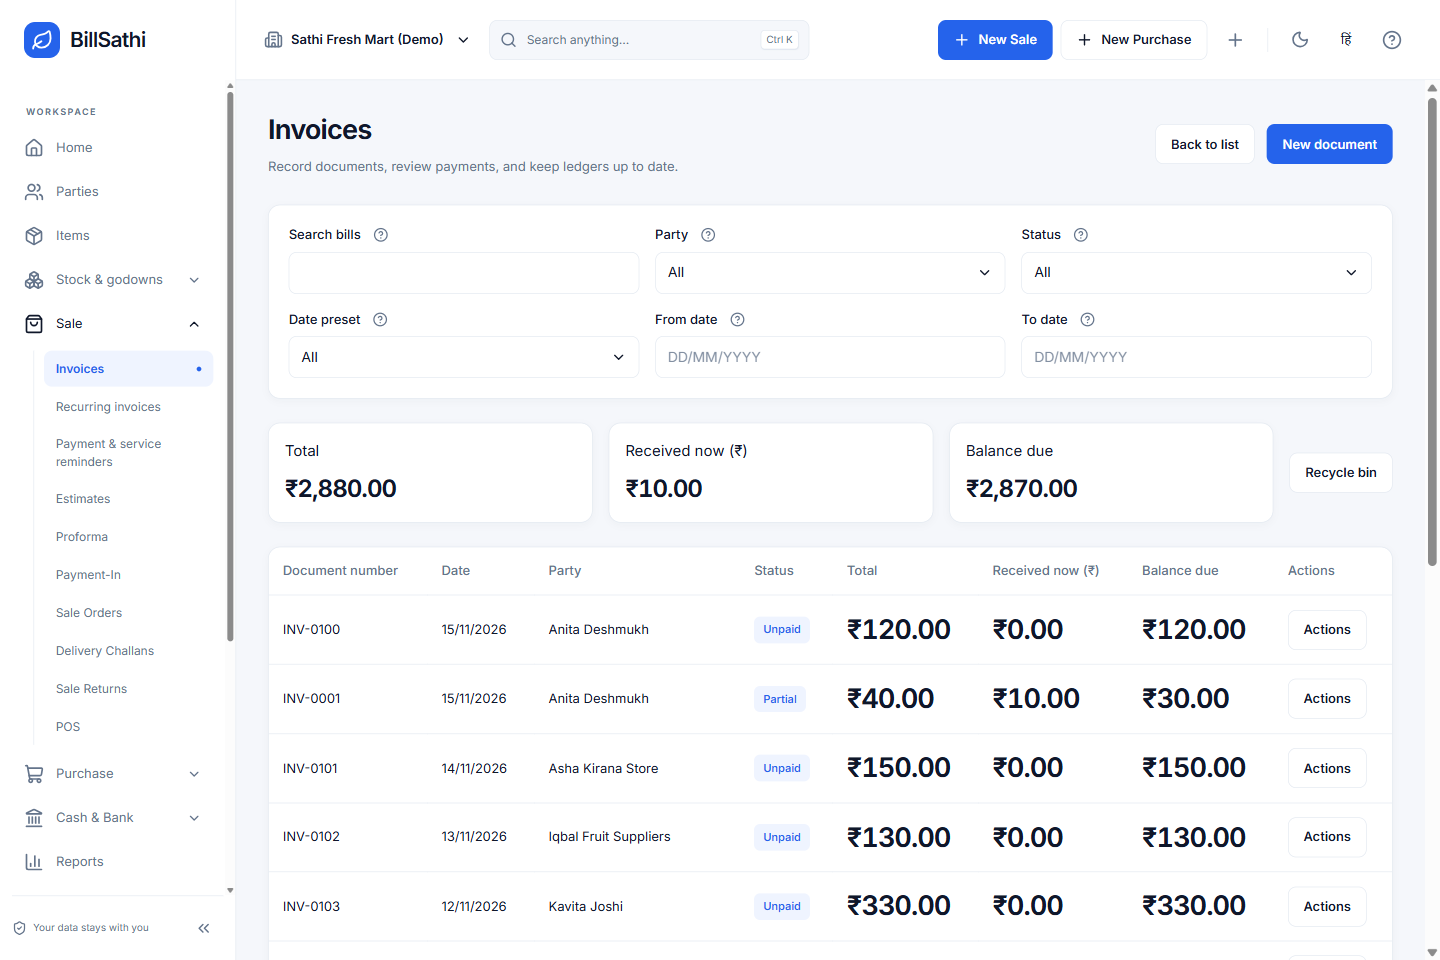 BillSathi
Sathi Fresh Mart (Demo)
Search anything...
Ctrl K
New Sale
New Purchase
हिं
WORKSPACE
Home
Parties
Items
Stock & godowns
Sale
Invoices
Recurring invoices
Payment & service
reminders
Estimates
Proforma
Payment-In
Sale Orders
Delivery Challans
Sale Returns
POS
Purchase
Cash & Bank
Reports
Your data stays with you
Invoices
Record documents, review payments, and keep ledgers up to date.
Back to list
New document
Search bills
Party
Status
All
All
Date preset
From date
To date
All
DD/MM/YYYY
DD/MM/YYYY
Total
₹2,880.00
Received now (₹)
₹10.00
Balance due
₹2,870.00
Recycle bin
Document number Date Party Status Total Received now (₹) Balance due Actions
INV-0100 15/11/2026 Anita Deshmukh Unpaid ₹120.00 ₹0.00 ₹120.00 Actions
INV-0001 15/11/2026 Anita Deshmukh Partial ₹40.00 ₹10.00 ₹30.00 Actions
INV-0101 14/11/2026 Asha Kirana Store Unpaid ₹150.00 ₹0.00 ₹150.00 Actions
INV-0102 13/11/2026 Iqbal Fruit Suppliers Unpaid ₹130.00 ₹0.00 ₹130.00 Actions
INV-0103 12/11/2026 Kavita Joshi Unpaid ₹330.00 ₹0.00 ₹330.00 Actions